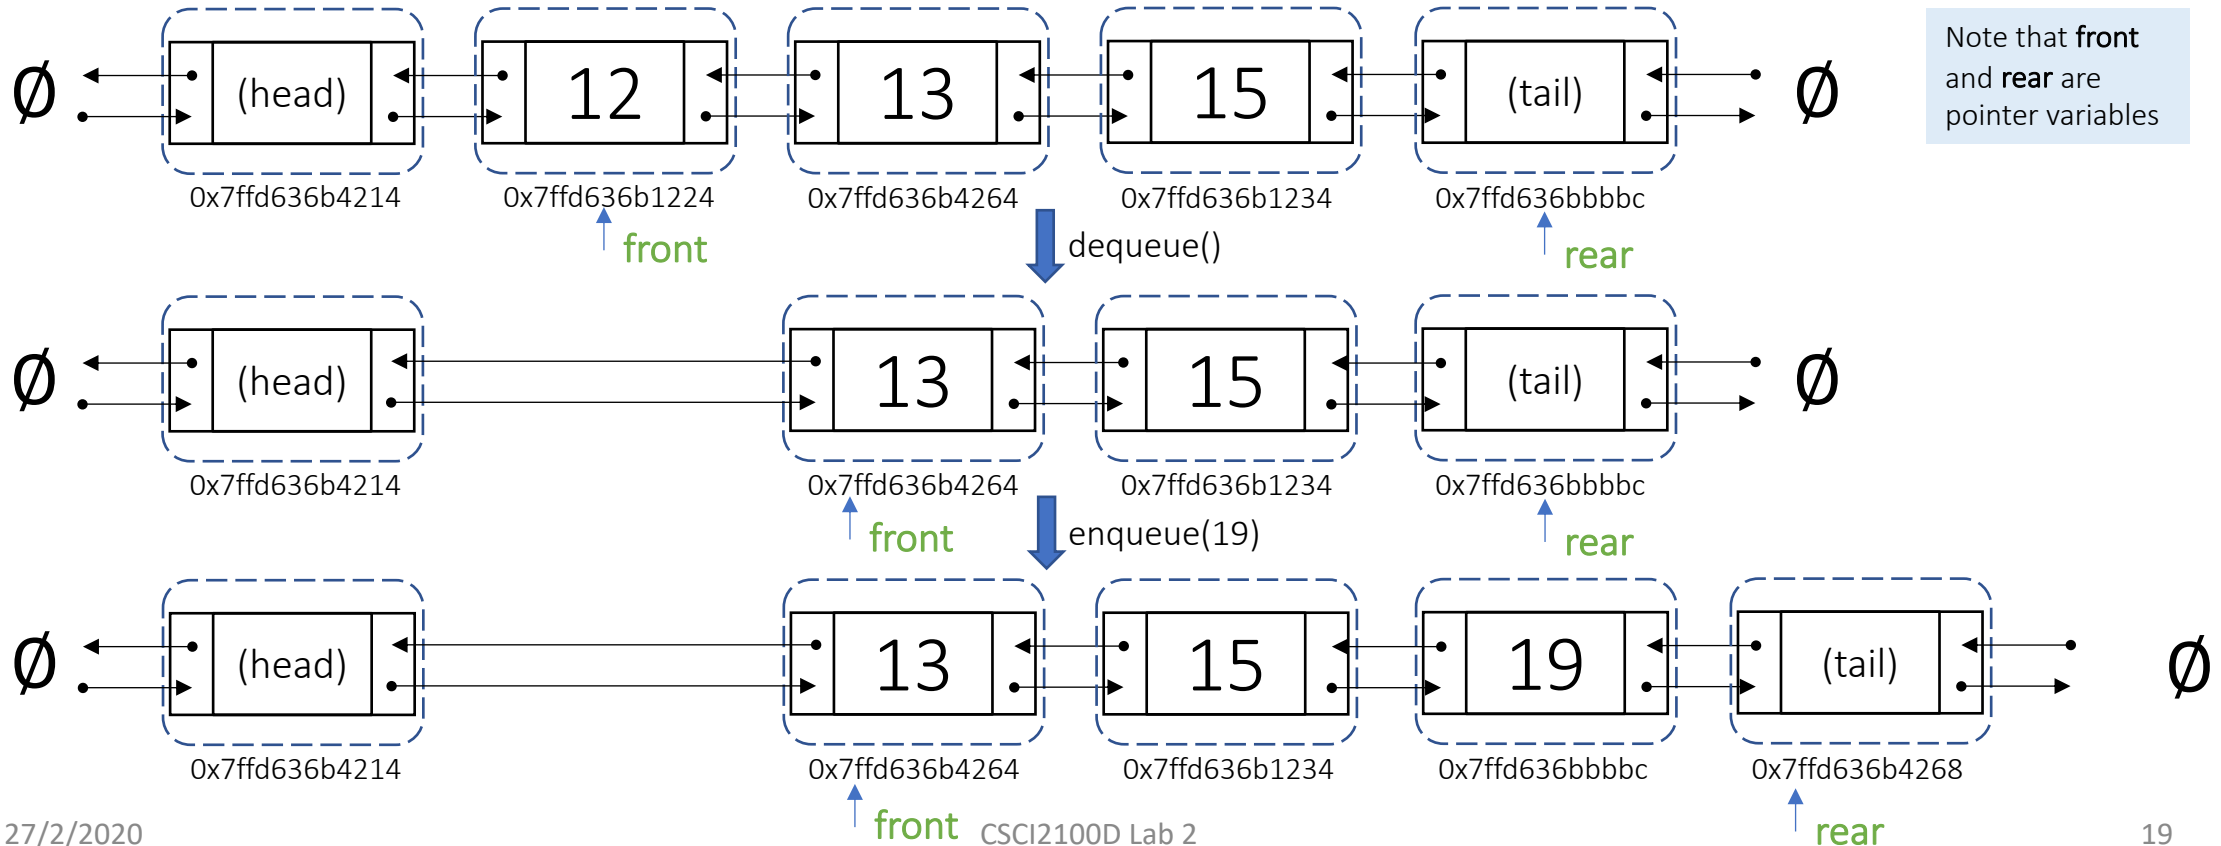 Ø (head) 12 13 15 (tail) Ø
Note that front
and rear are
pointer variables
0x7ffd636b4214 0x7ffd636b1224 0x7ffd636b4264 0x7ffd636b1234 0x7ffd636bbbbc
front dequeue() rear
Ø (head) 13 15 (tail) Ø
0x7ffd636b4214 0x7ffd636b4264 0x7ffd636b1234 0x7ffd636bbbbc
front enqueue(19) rear
Ø (head) 13 15 19 (tail) Ø
0x7ffd636b4214 0x7ffd636b4264 0x7ffd636b1234 0x7ffd636bbbbc 0x7ffd636b4268
front rear
27/2/2020 CSCI2100D Lab 2 19